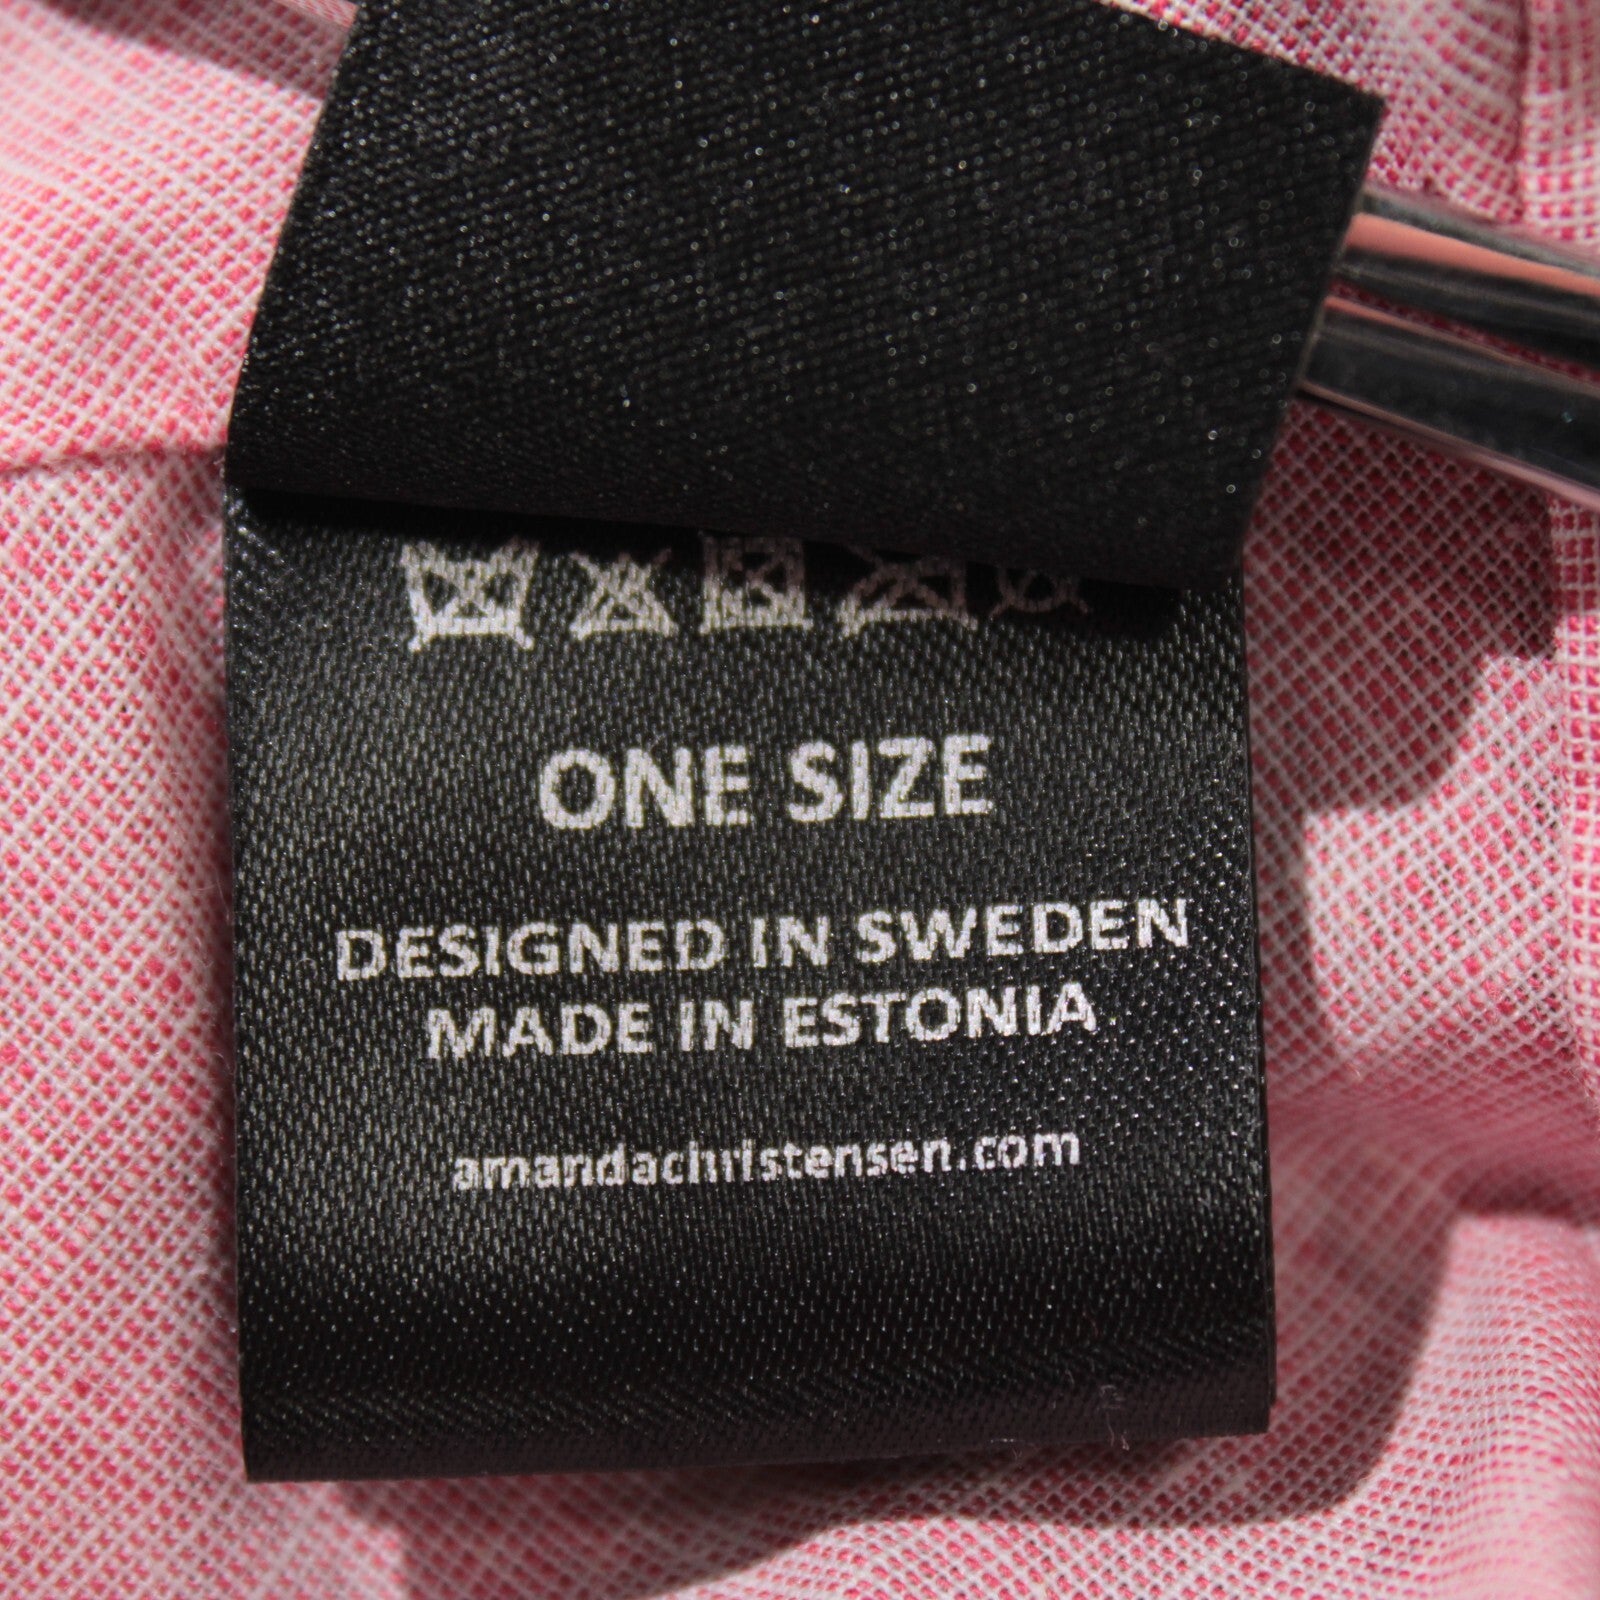 ONE SIZE
DESIGNED IN SWEDEN
MADE IN ESTONIA
amandachristensen.com